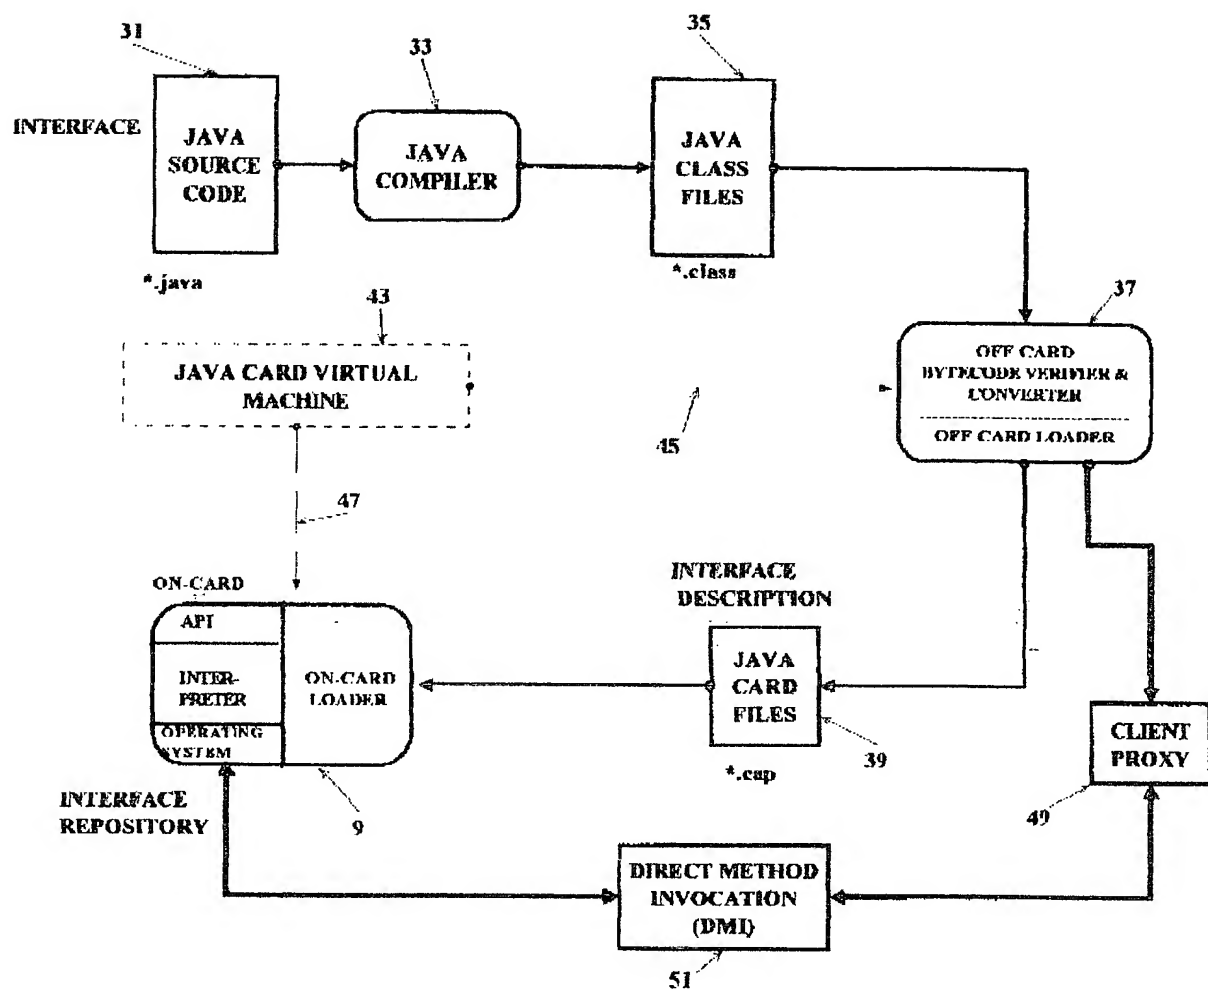 31
33
35
INTERFACE
JAVA
SOURCE
CODE
JAVA
COMPILER
JAVA
CLASS
FILES
*.java
*.class
43
37
JAVA CARD VIRTUAL
MACHINE
OFF CARD
BYTECODE VERIFIER &
CONVERTER
OFF CARD LOADER
45
47
ON-CARD
API
INTER-
PRETER
OPERATING
SYSTEM
ON-CARD
LOADER
INTERFACE
DESCRIPTION
JAVA
CARD
FILES
*.cap
39
CLIENT
PROXY
49
INTERFACE
REPOSITORY
9
DIRECT METHOD
INVOCATION
(DMI)
51